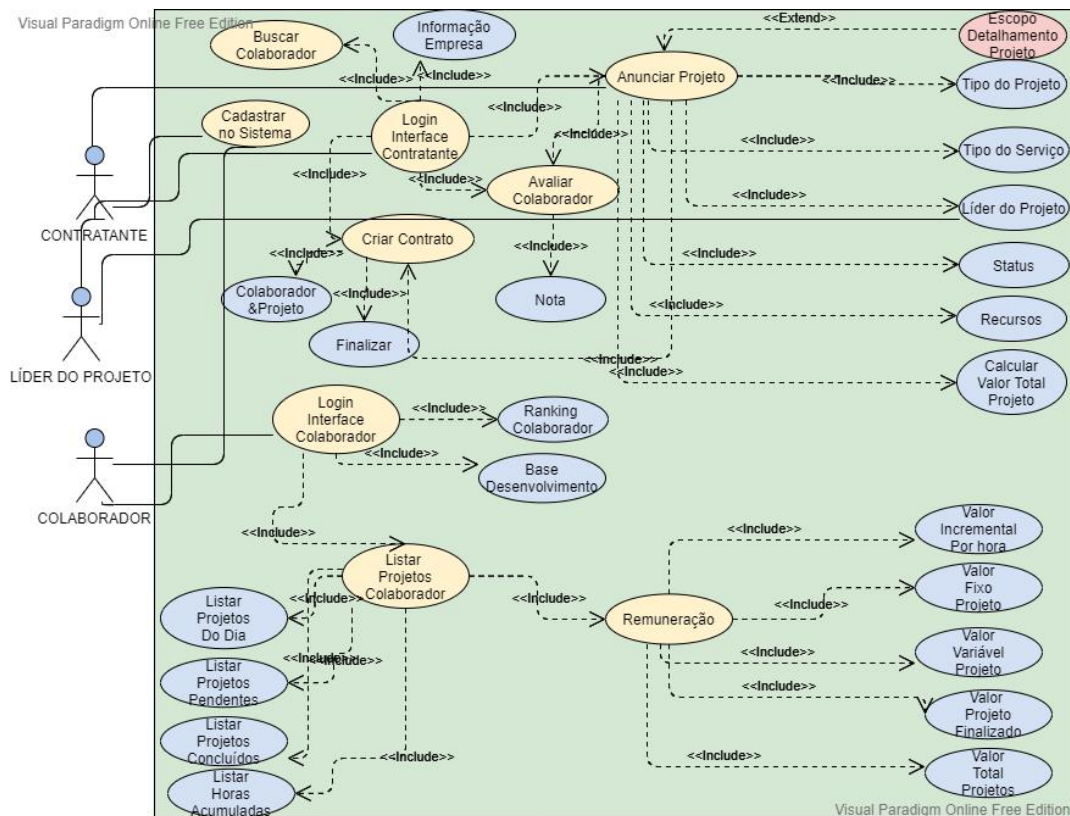 Visual Paradigm Online Free Edition
Buscar
Colaborador
Informação
Empresa
<<Extend>>
Escopo
Detalhamento
Projeto
<<Include>>
<<Include>>
Anunciar Projeto
<<Include>>
Tipo do Projeto
Cadastrar
no Sistema
Login
Interface
Contratante
<<Include>>
<<Include>>
<<Include>>
Tipo do Serviço
<<Include>>
<<Include>>
Avaliar
Colaborador
<<Include>>
Líder do Projeto
CONTRATANTE
Criar Contrato
<<Include>>
<<Include>>
<<Include>>
Status
Colaborador
&Projeto
<<Include>>
Nota
<<Include>>
Recursos
Finalizar
<<Include>>
<<Include>>
Calcular
Valor Total
Projeto
LÍDER DO PROJETO
Login
Interface
Colaborador
<<Include>>
Ranking
Colaborador
<<Include>>
Base
Desenvolvimento
COLABORADOR
<<Include>>
Listar
Projetos
Colaborador
<<Include>>
Valor
Incremental
Por hora
<<Include>>
<<Include>>
<<Include>>
Valor
Fixo
Projeto
Listar
Projetos
Do Dia
Remuneração
<<Include>>
<<Include>>
<<Include>>
Valor
Variável
Projeto
Listar
Projetos
Pendentes
<<Include>>
Valor
Projeto
Finalizado
Listar
Projetos
Concluídos
<<Include>>
<<Include>>
Valor
Total
Projetos
Listar
Horas
Acumuladas
Visual Paradigm Online Free Edition